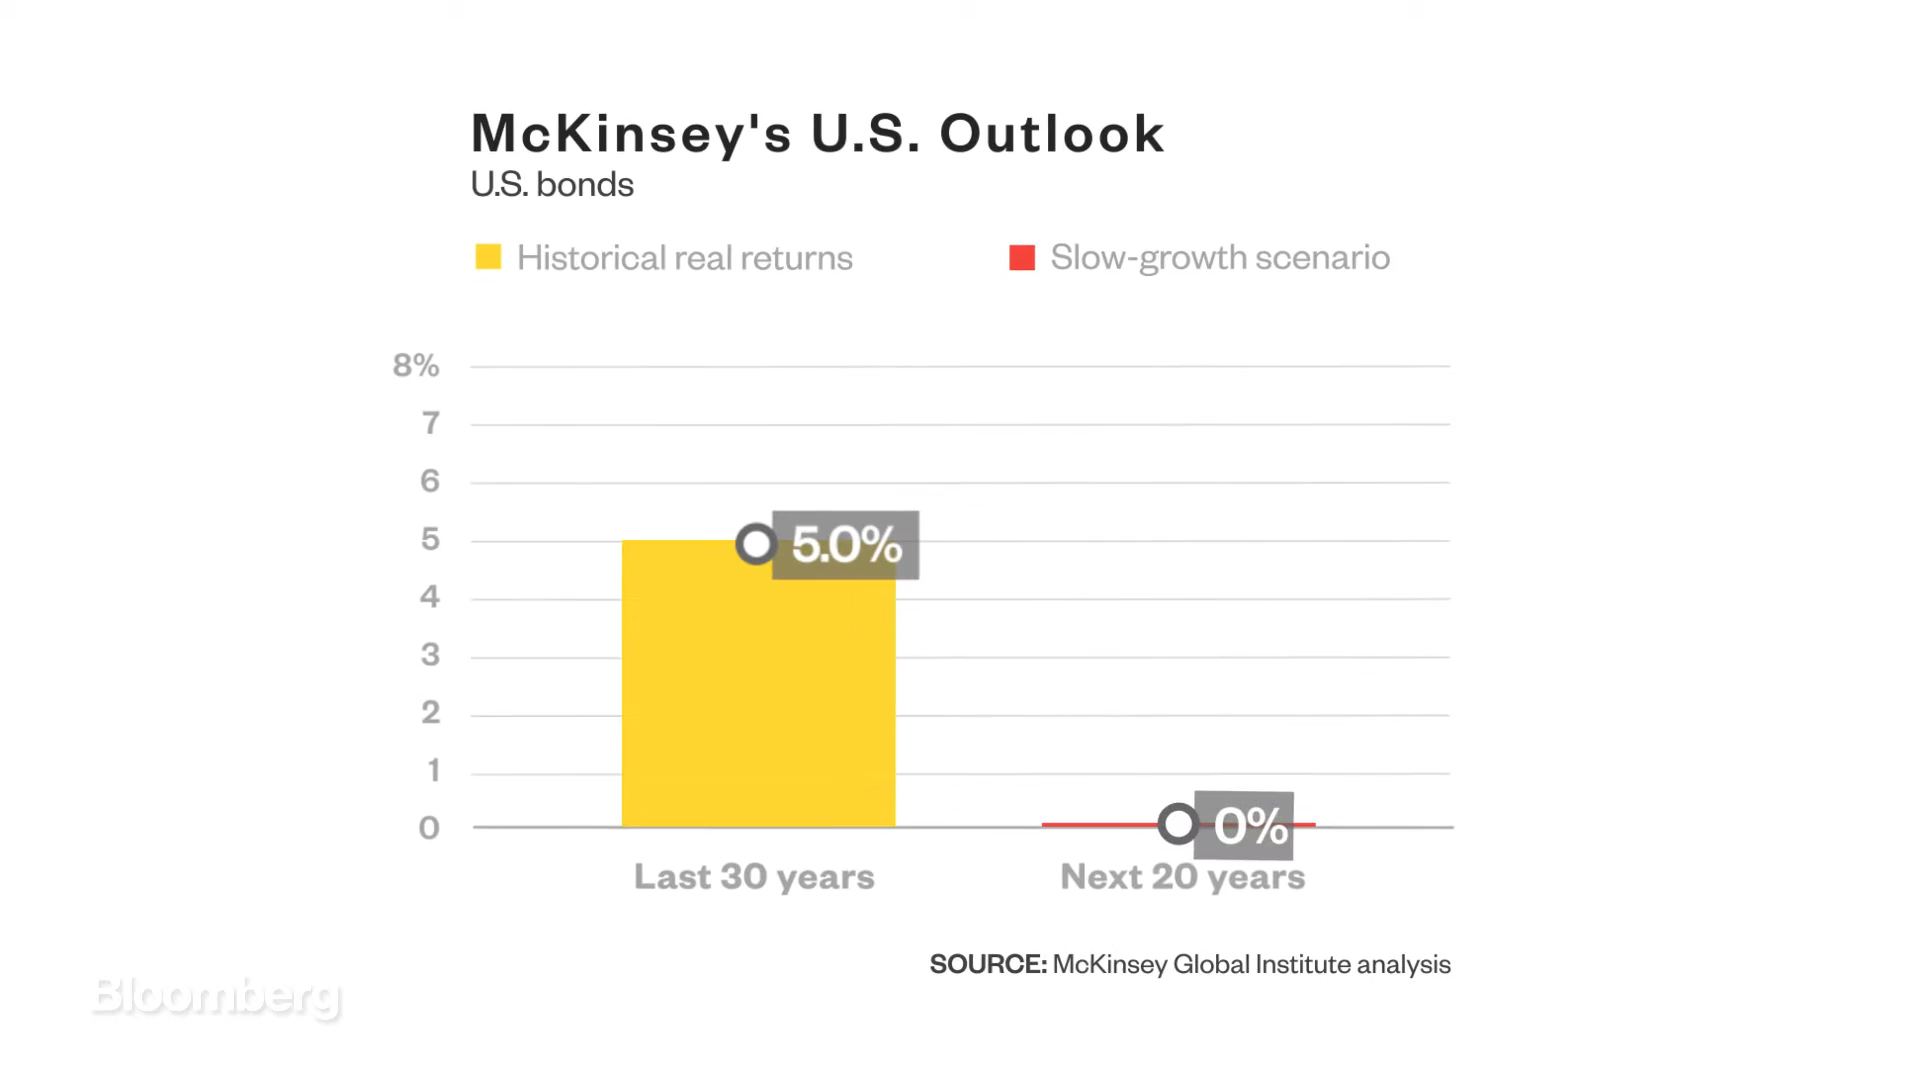 McKinsey's U.S. Outlook
U.S. bonds
Historical real returns
Slow-growth scenario
8%
7
6
5
4
3
2
1
0
5.0%
0%
Last 30 years
Next 20 years
SOURCE: McKinsey Global Institute analysis
Bloomberg